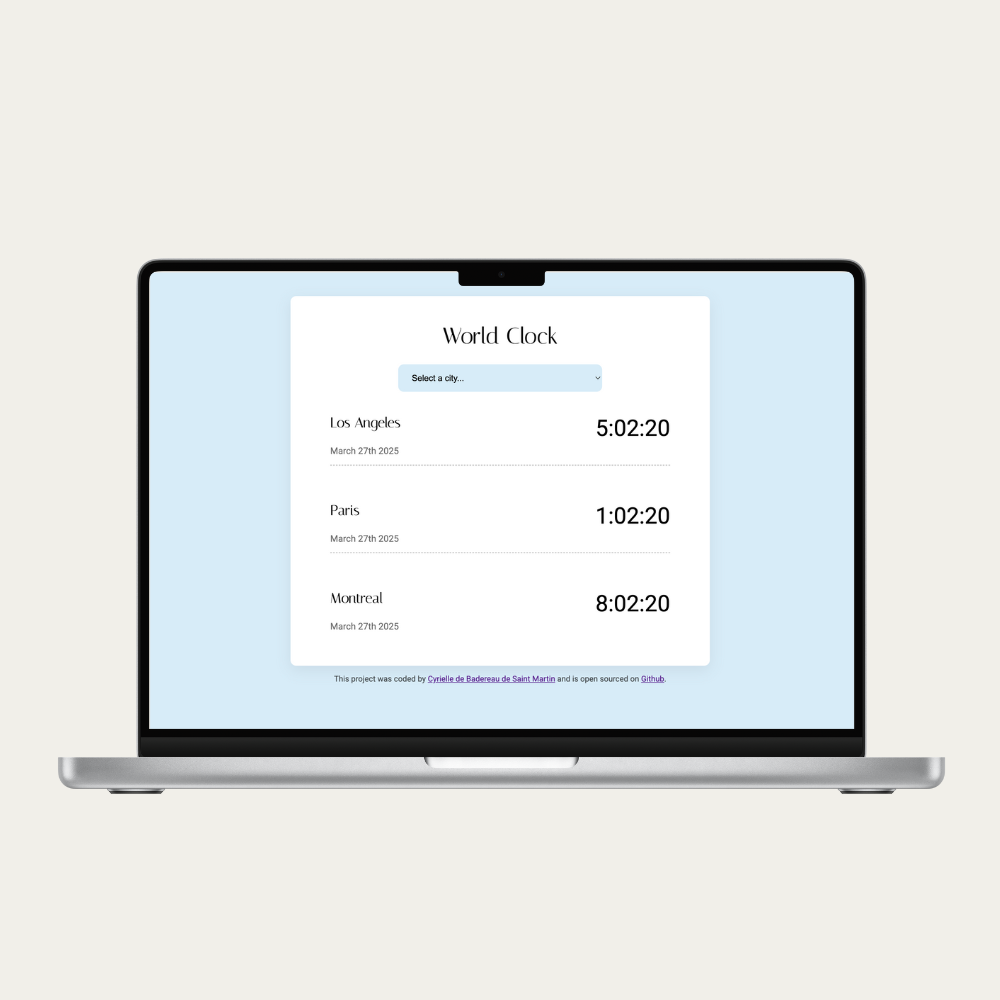 World Clock
Select a city...
Los Angeles
5:02:20
March 27th 2025
Paris
1:02:20
March 27th 2025
Montreal
8:02:20
March 27th 2025
This project was coded by Cyrielle de Badereau de Saint Martin and is open sourced on Github.